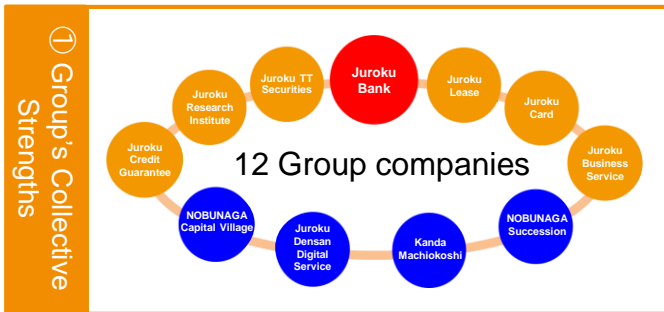 ① Group's Collective
Strengths
Juroku
Bank
Juroku TT
Securities
Juroku
Lease
Juroku
Research
Institute
Juroku
Card
Juroku
Credit
Guarantee
12 Group companies
Juroku
Business
Service
NOBUNAGA
Capital Village
Juroku
Densan
Digital
Service
Kanda
Machiokoshi
NOBUNAGA
Succession